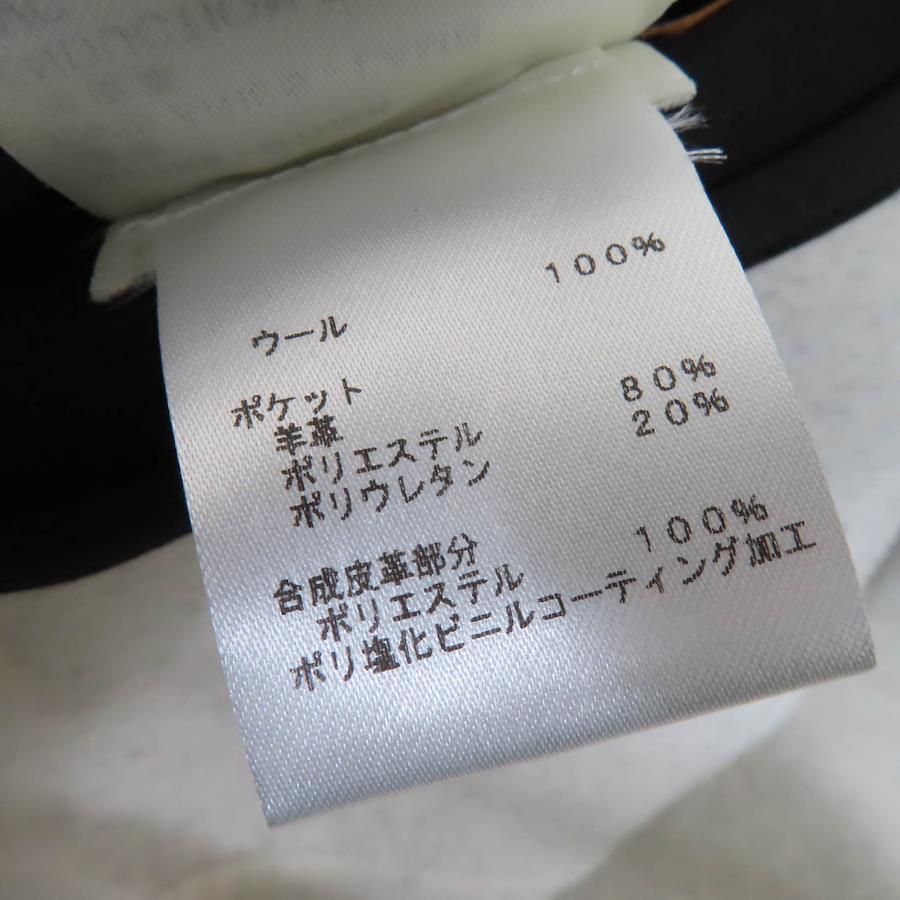 ウール 100%
ポケット
羊革
ポリエステル 80%
ポリウレタン 20%
合成皮革部分
ポリエステル 100%
ポリ塩化ビニルコーティング加工